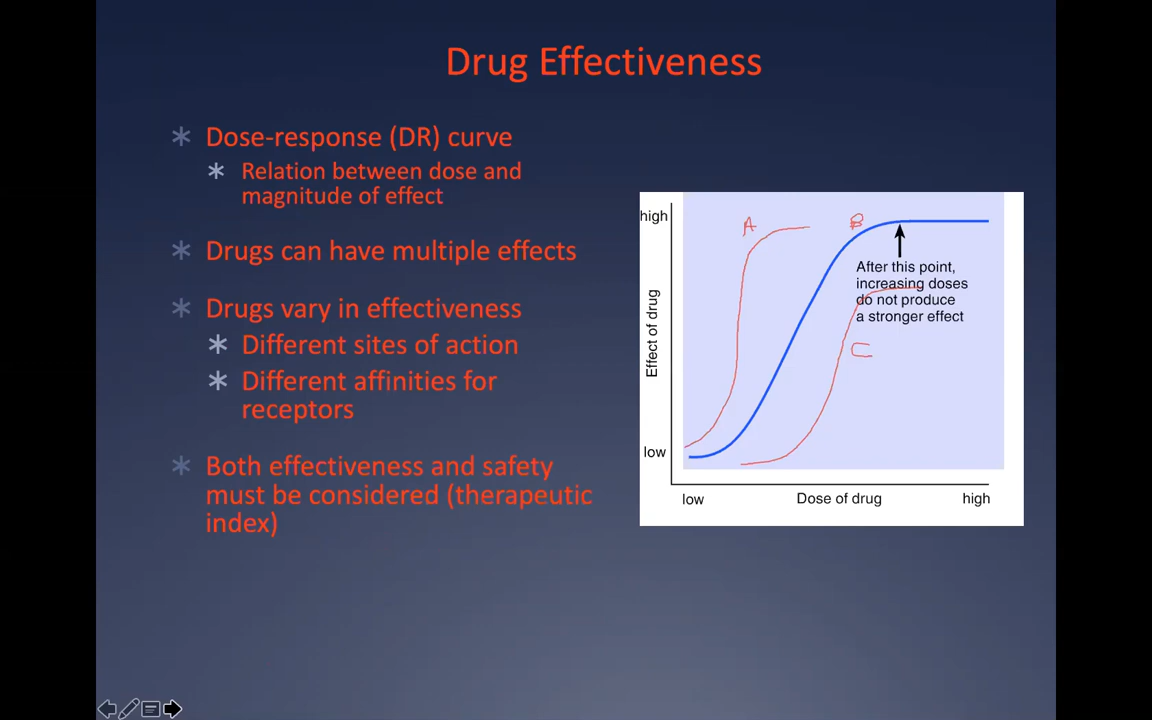 Drug Effectiveness
* Dose-response (DR) curve
* Relation between dose and
magnitude of effect
* Drugs can have multiple effects
* Drugs vary in effectiveness
* Different sites of action
* Different affinities for
receptors
* Both effectiveness and safety
must be considered (therapeutic
index)
high
A
B
After this point,
increasing doses
do not produce
a stronger effect
C
Effect of drug
low
low
Dose of drug
high